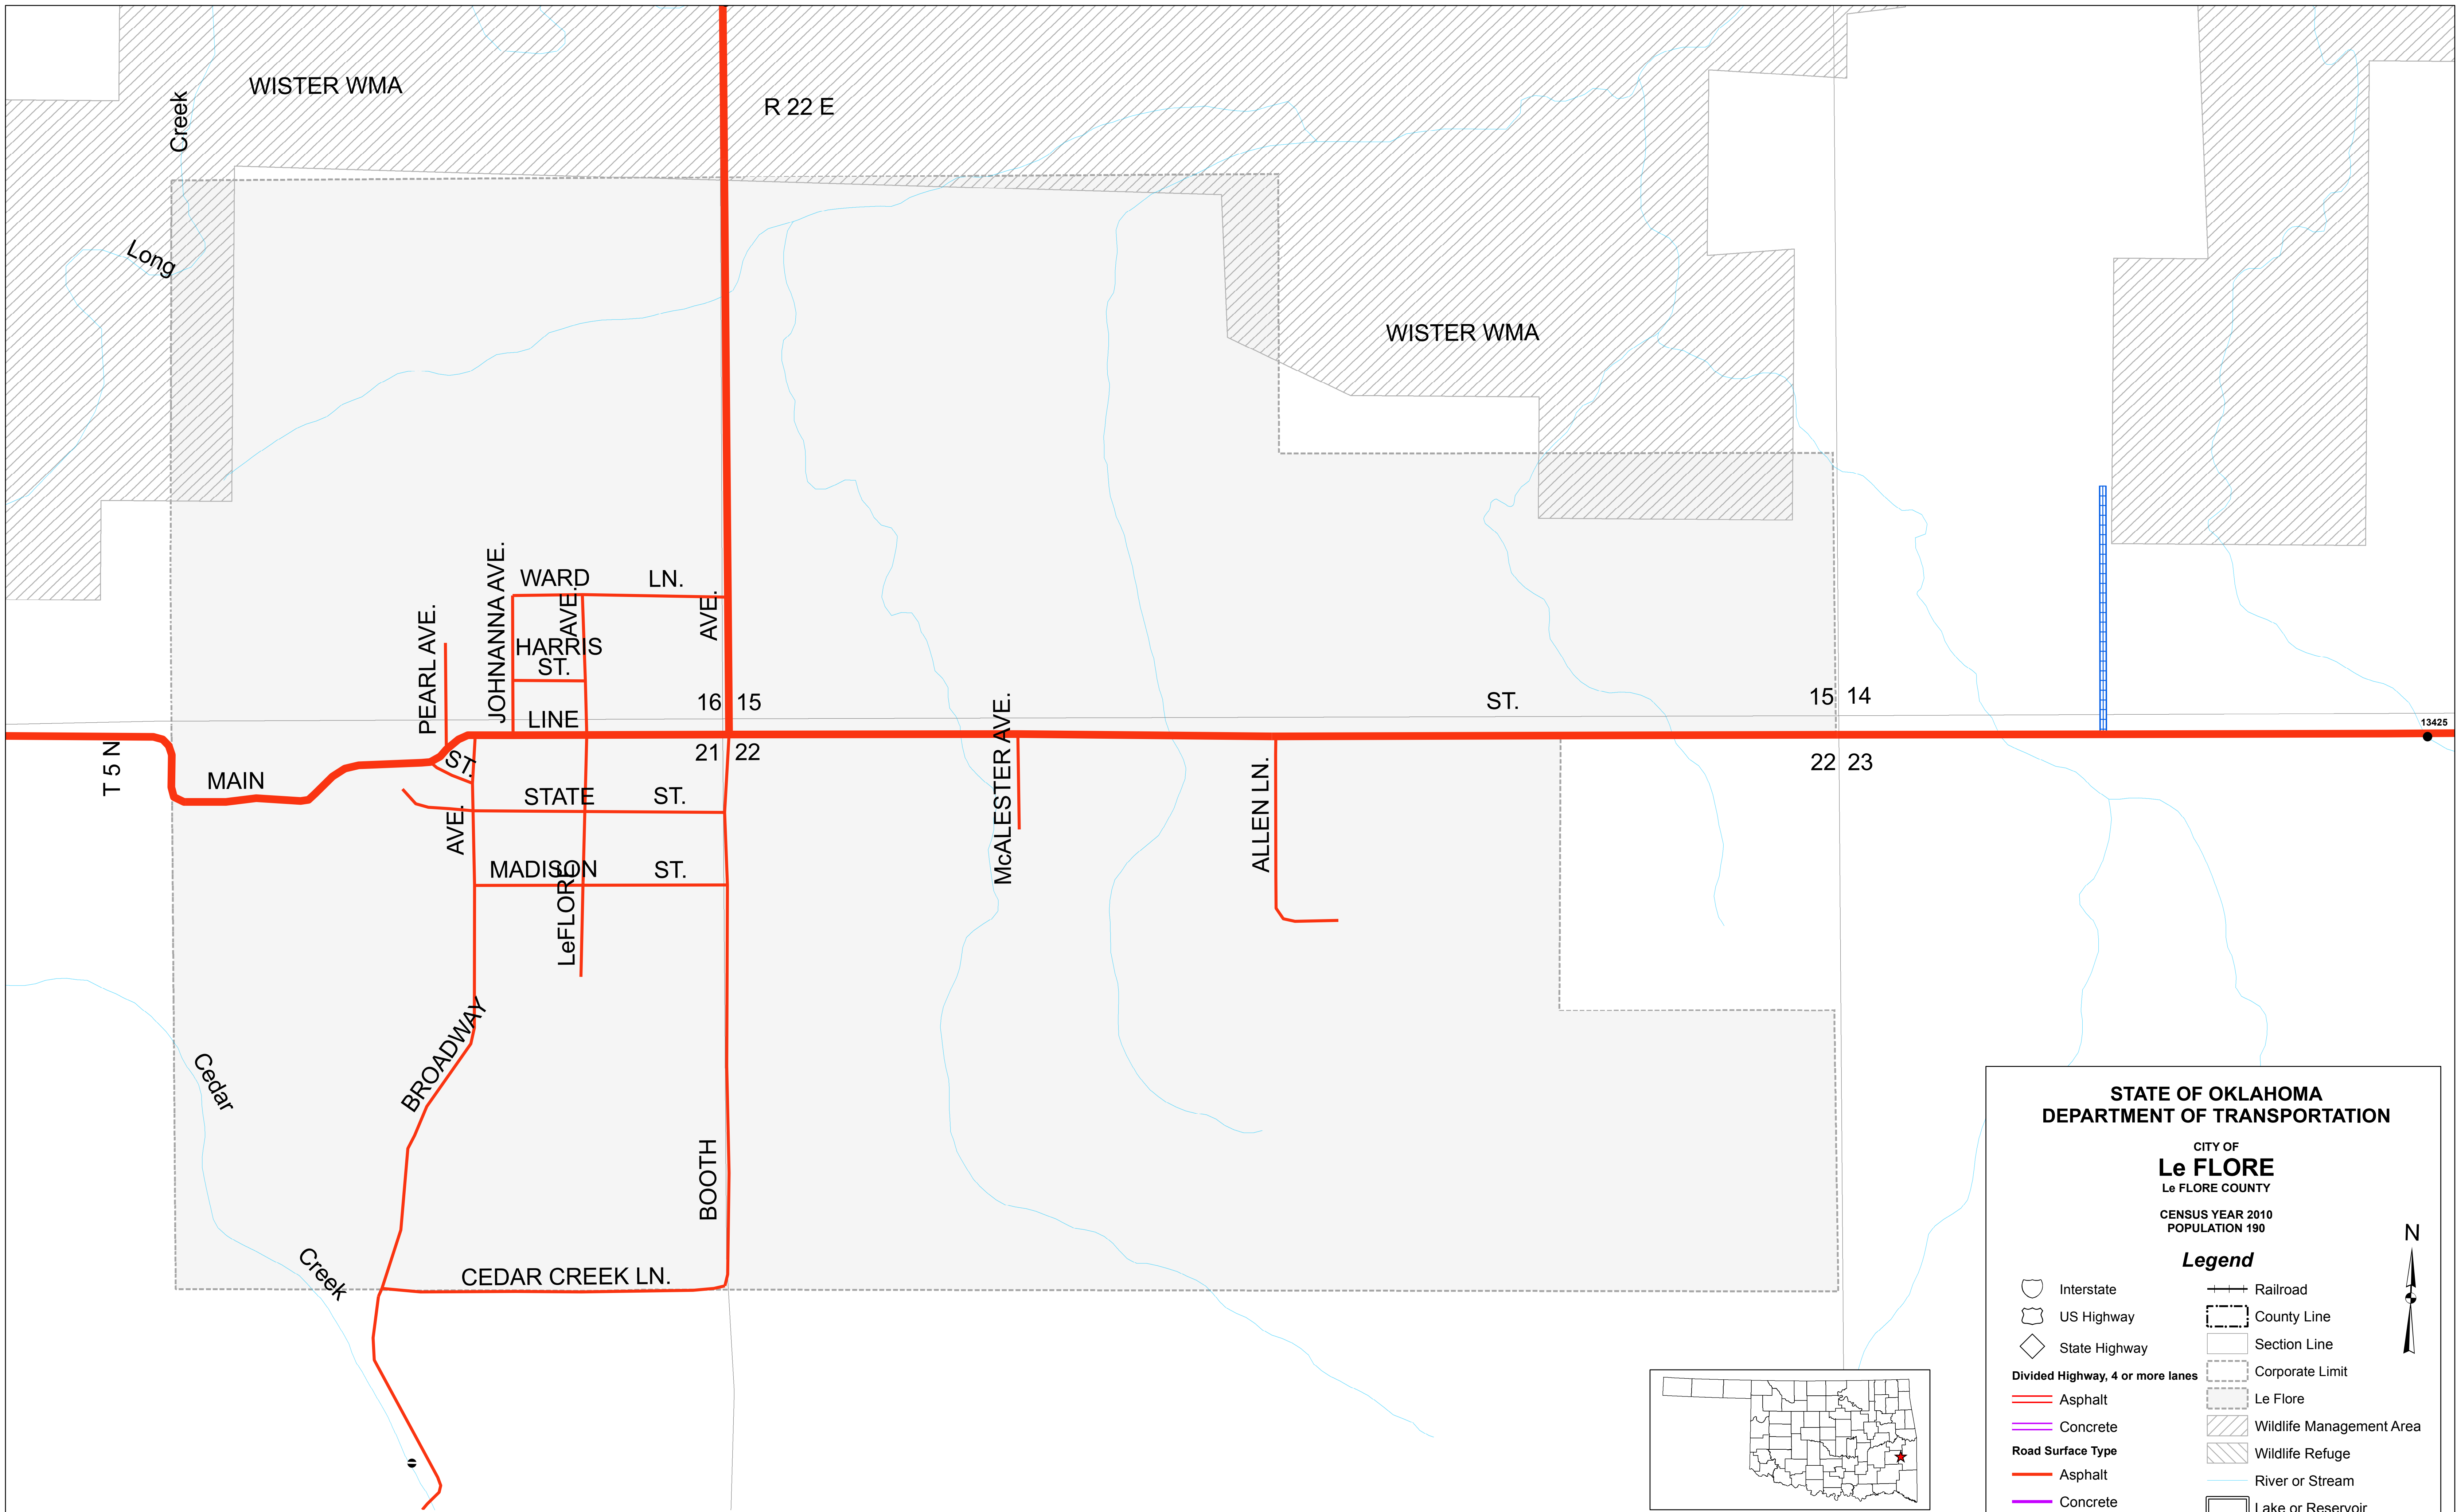 WISTER WMA
R 22 E
Creek
Long
WISTER WMA
JOHNANNA AVE.
WARD LN.
AVE.
AVE.
PEARL AVE.
HARRIS
ST.
16 15
LINE ST.
15 14
McALESTER AVE.
13425
T 5 N
MAIN ST.
21 22
22 23
ALLEN LN.
STATE ST.
AVE.
MADISON ST.
LeFLORE
BROADWAY
Cedar
Creek
BOOTH
CEDAR CREEK LN.
STATE OF OKLAHOMA
DEPARTMENT OF TRANSPORTATION
CITY OF
Le FLORE
Le FLORE COUNTY
CENSUS YEAR 2010
POPULATION 190
N
Legend
Interstate
US Highway
State Highway
Divided Highway, 4 or more lanes
Asphalt
Concrete
Road Surface Type
Asphalt
Concrete
Railroad
County Line
Section Line
Corporate Limit
Le Flore
Wildlife Management Area
Wildlife Refuge
River or Stream
Lake or Reservoir